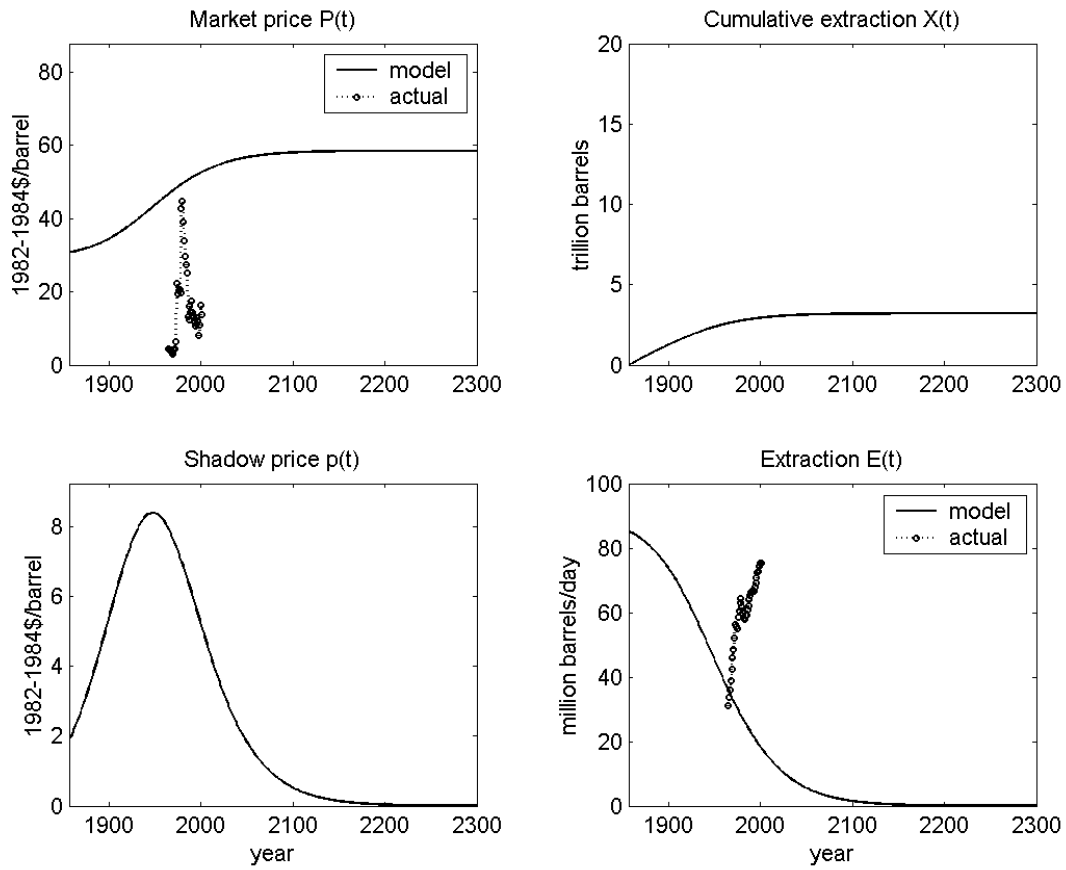 Market price P(t)
1982-1984$/barrel
80
60
40
20
0
1900 2000 2100 2200 2300
model
actual
Cumulative extraction X(t)
trillion barrels
20
15
10
5
0
1900 2000 2100 2200 2300
Shadow price p(t)
1982-1984$/barrel
8
6
4
2
0
1900 2000 2100 2200 2300
year
Extraction E(t)
million barrels/day
100
80
60
40
20
0
1900 2000 2100 2200 2300
year
model
actual